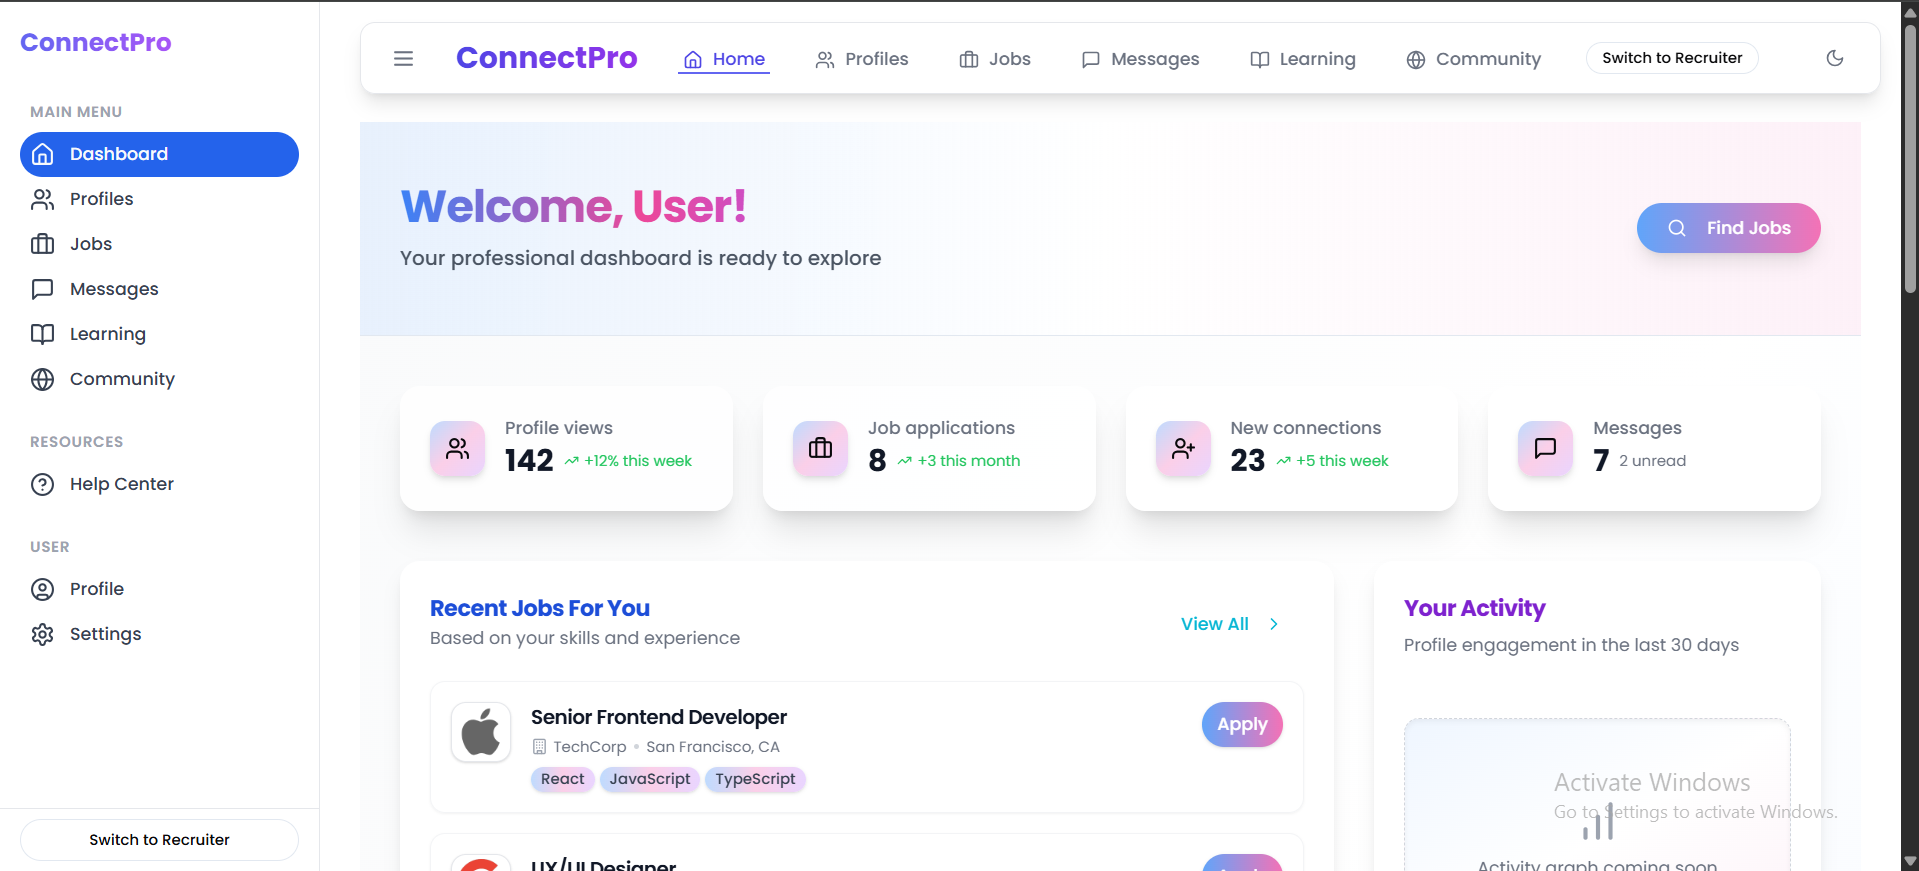 ConnectPro
MAIN MENU
Dashboard
Profiles
Jobs
Messages
Learning
Community
RESOURCES
Help Center
USER
Profile
Settings
Switch to Recruiter
ConnectPro
Home
Profiles
Jobs
Messages
Learning
Community
Switch to Recruiter
Welcome, User!
Your professional dashboard is ready to explore
Find Jobs
Profile views
142 +12% this week
Job applications
8 +3 this month
New connections
23 +5 this week
Messages
7 2 unread
Recent Jobs For You
Based on your skills and experience
View All
Senior Frontend Developer
TechCorp • San Francisco, CA
React JavaScript TypeScript
Apply
UX/UI Designer
Apply
Your Activity
Profile engagement in the last 30 days
Activity graph coming soon
Activate Windows
Go to Settings to activate Windows.